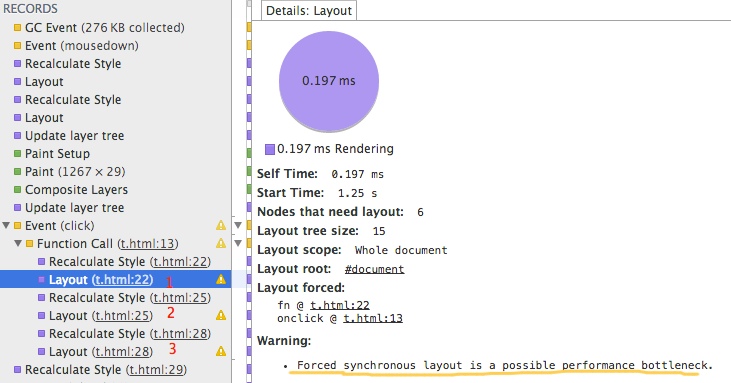 RECORDS
GC Event (276 KB collected)
Event (mousedown)
Recalculate Style
Layout
Recalculate Style
Layout
Update layer tree
Paint Setup
Paint (1267 × 29)
Composite Layers
Update layer tree
Event (click)
Function Call (t.html:13)
Recalculate Style (t.html:22)
Layout (t.html:22) 1
Recalculate Style (t.html:25)
Layout (t.html:25) 2
Recalculate Style (t.html:28)
Layout (t.html:28) 3
Recalculate Style (t.html:29)
Details: Layout
0.197 ms
0.197 ms Rendering
Self Time: 0.197 ms
Start Time: 1.25 s
Nodes that need layout: 6
Layout tree size: 15
Layout scope: Whole document
Layout root: #document
Layout forced:
fn @ t.html:22
onclick @ t.html:13
Warning:
• Forced synchronous layout is a possible performance bottleneck.